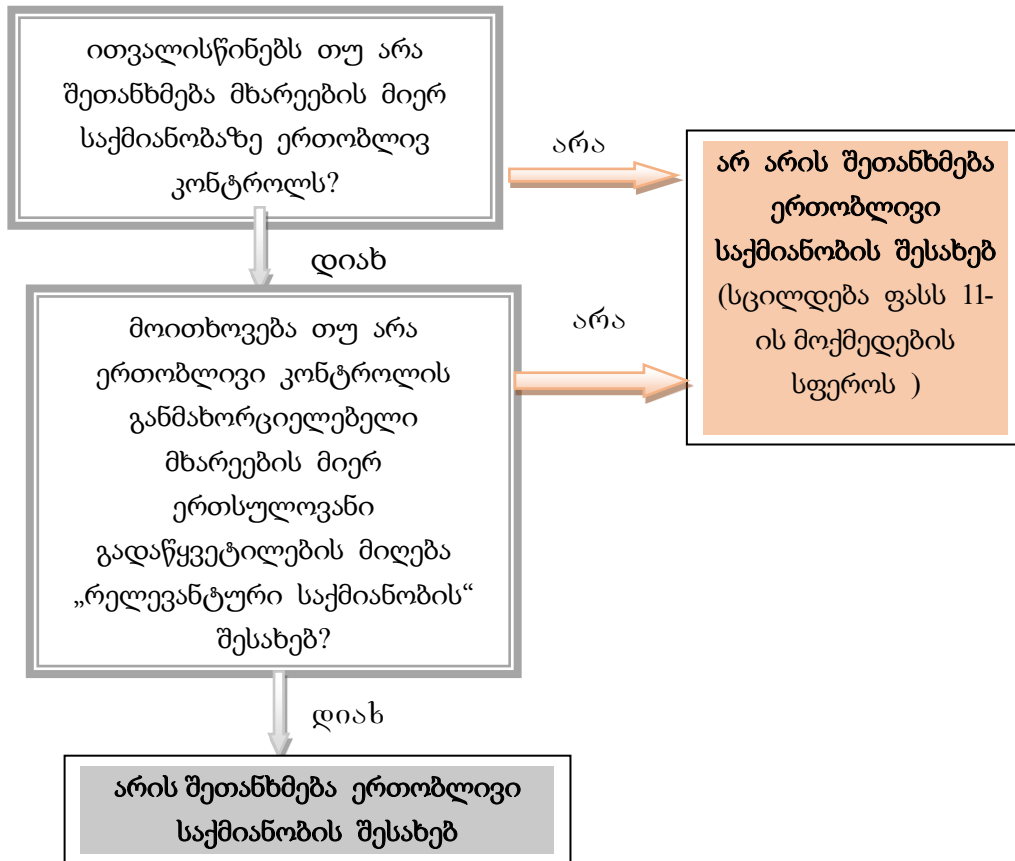 ითვალისწინებს თუ არა
შეთანხმება მხარეების მიერ
საქმიანობაზე ერთობლივ
კონტროლს?
არა
არ არის შეთანხმება
ერთობლივი
საქმიანობის შესახებ
(სცილდება ფასს 11-
ის მოქმედების
სფეროს )
დიახ
მოითხოვება თუ არა
ერთობლივი კონტროლის
განმახორციელებელი
მხარეების მიერ
ერთსულოვანი
გადაწყვეტილების მიღება
„რელევანტური საქმიანობის“
შესახებ?
არა
დიახ
არის შეთანხმება ერთობლივი
საქმიანობის შესახებ